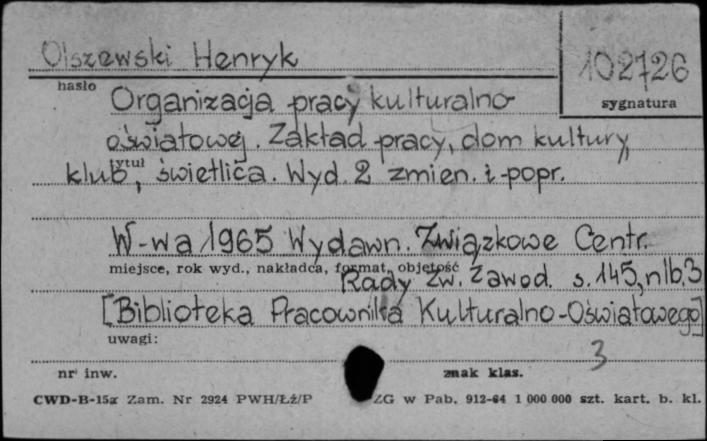 Olszewski Henryk
102726
hasło
sygnatura
Organizacja pracy kulturalno-
oświatowej. Zakład pracy, dom kultury,
tytuł
klub, świetlica. Wyd. 2 zmien. i popr.
W-wa 1965 Wydawn. Związkowe Centr.
miejsce, rok wyd., nakładca, format, objętość
Rady Zw. Zawod. s. 145, nlb. 3
[Biblioteka Pracownika Kulturalno-Oświatowego]
uwagi:
3
nr inw.
znak klas.
CWD-B-15a Zam. Nr 2924 PWH/Łż/P ZG w Pab. 912-64 1 000 000 szt. kart. b. kl.